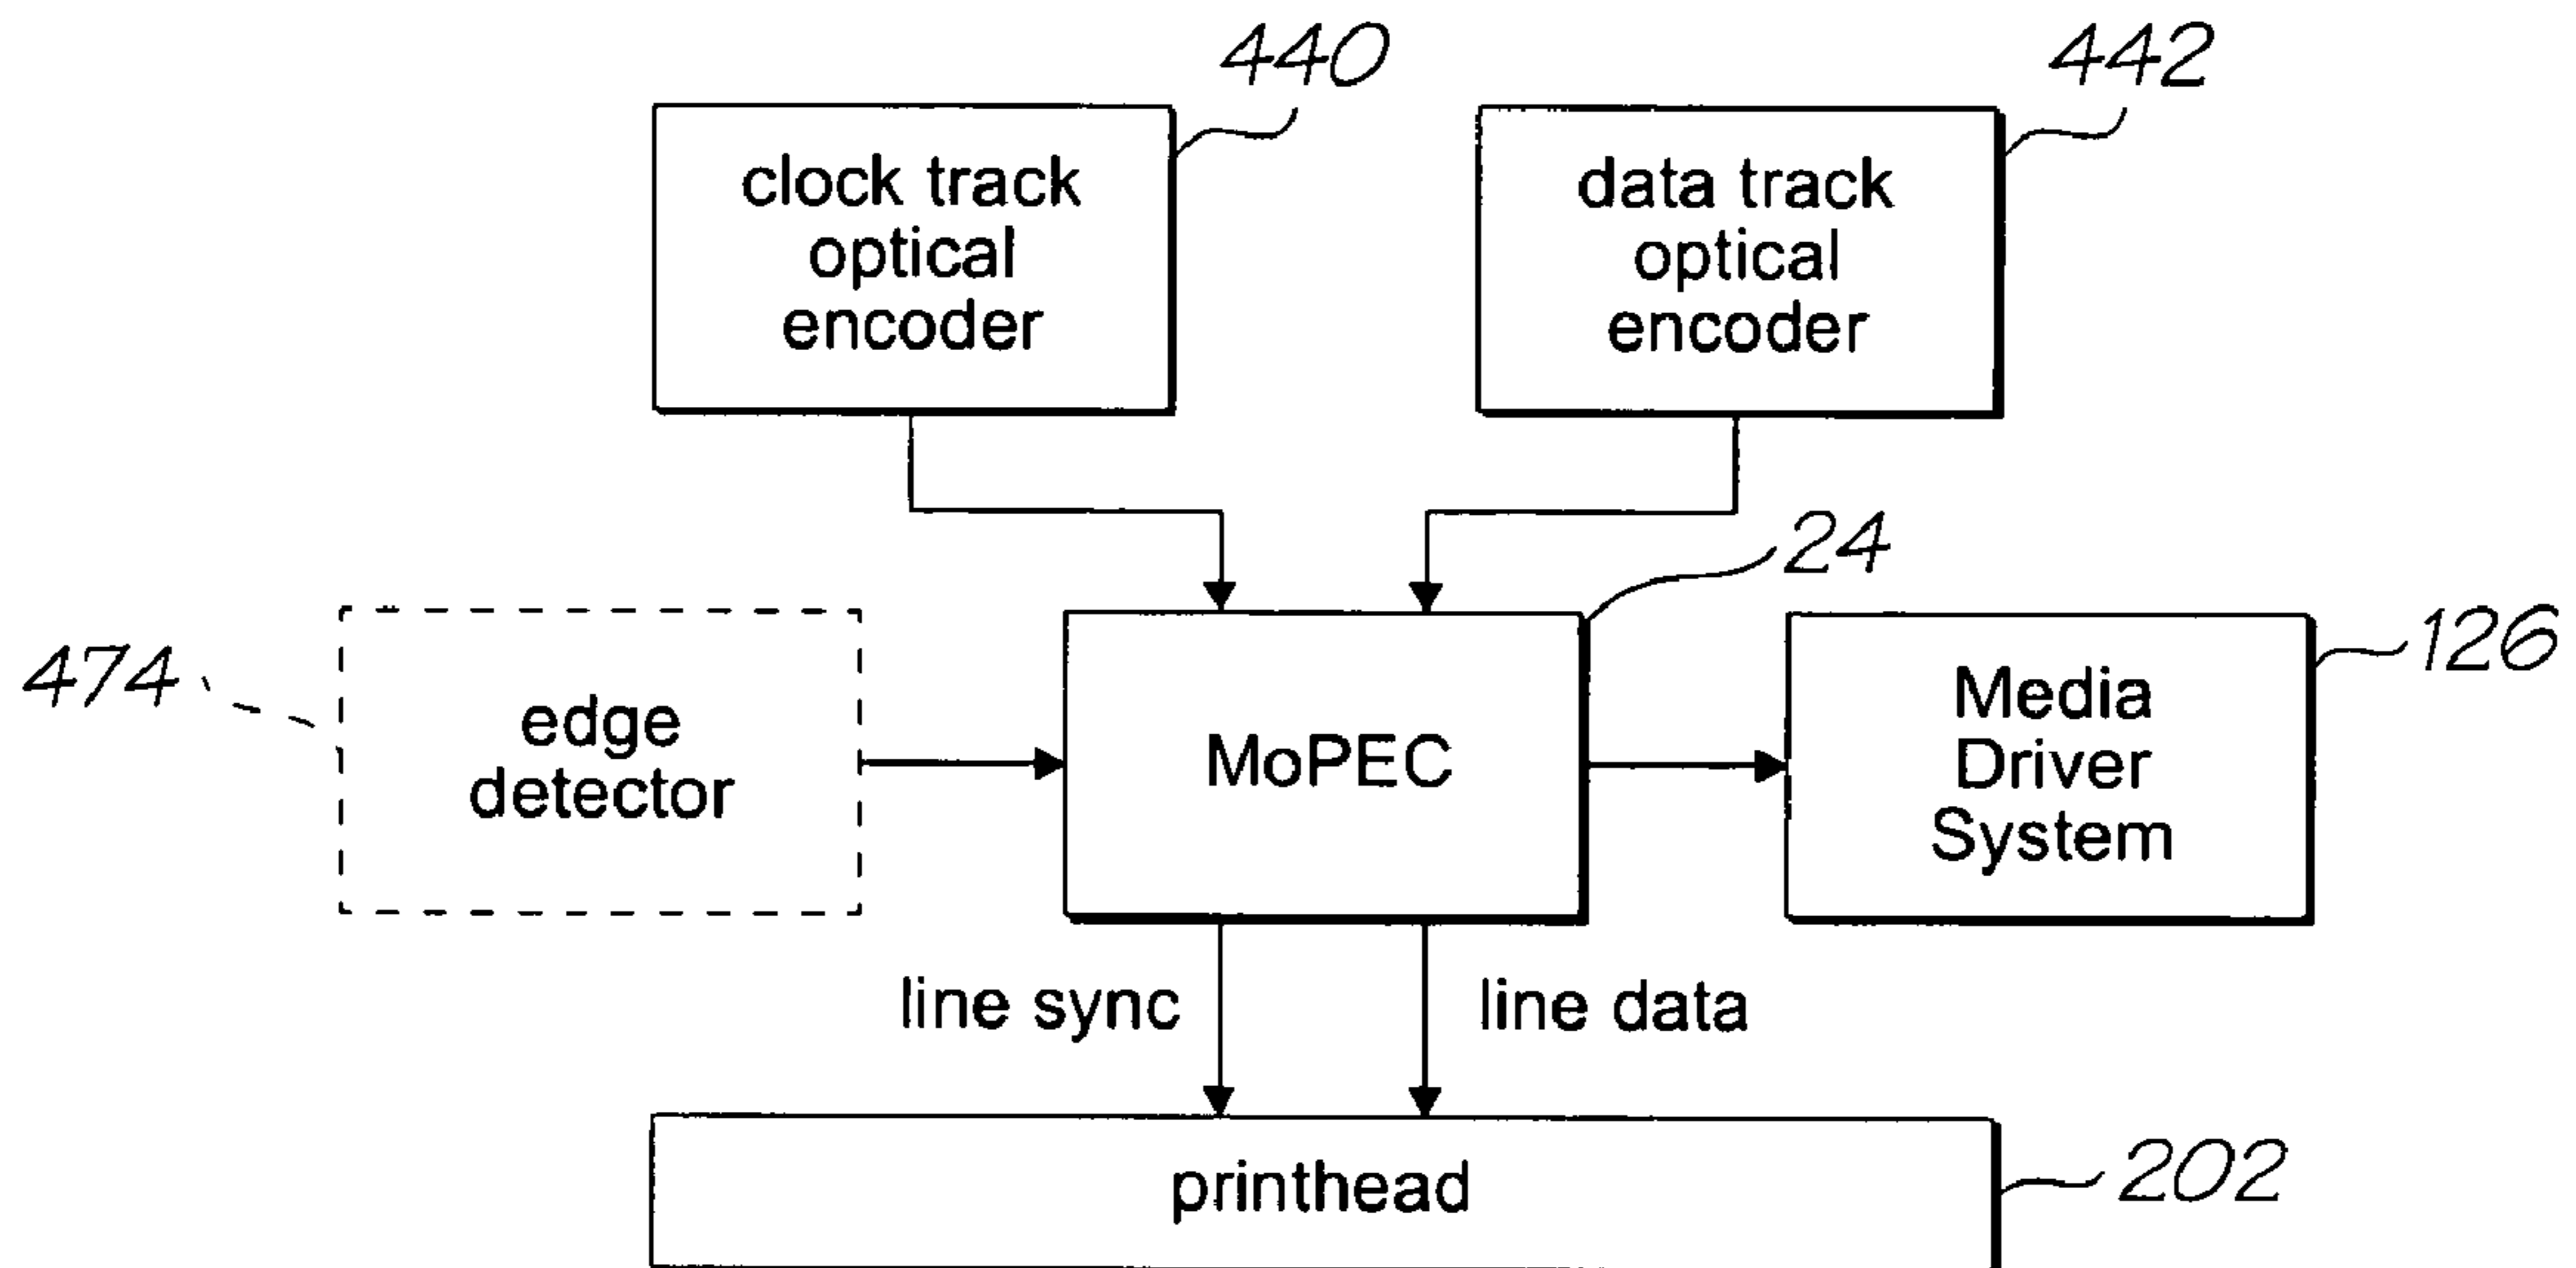 440
442
clock track
optical
encoder
data track
optical
encoder
24
474
edge
detector
MoPEC
Media
Driver
System
126
line sync
line data
printhead
202